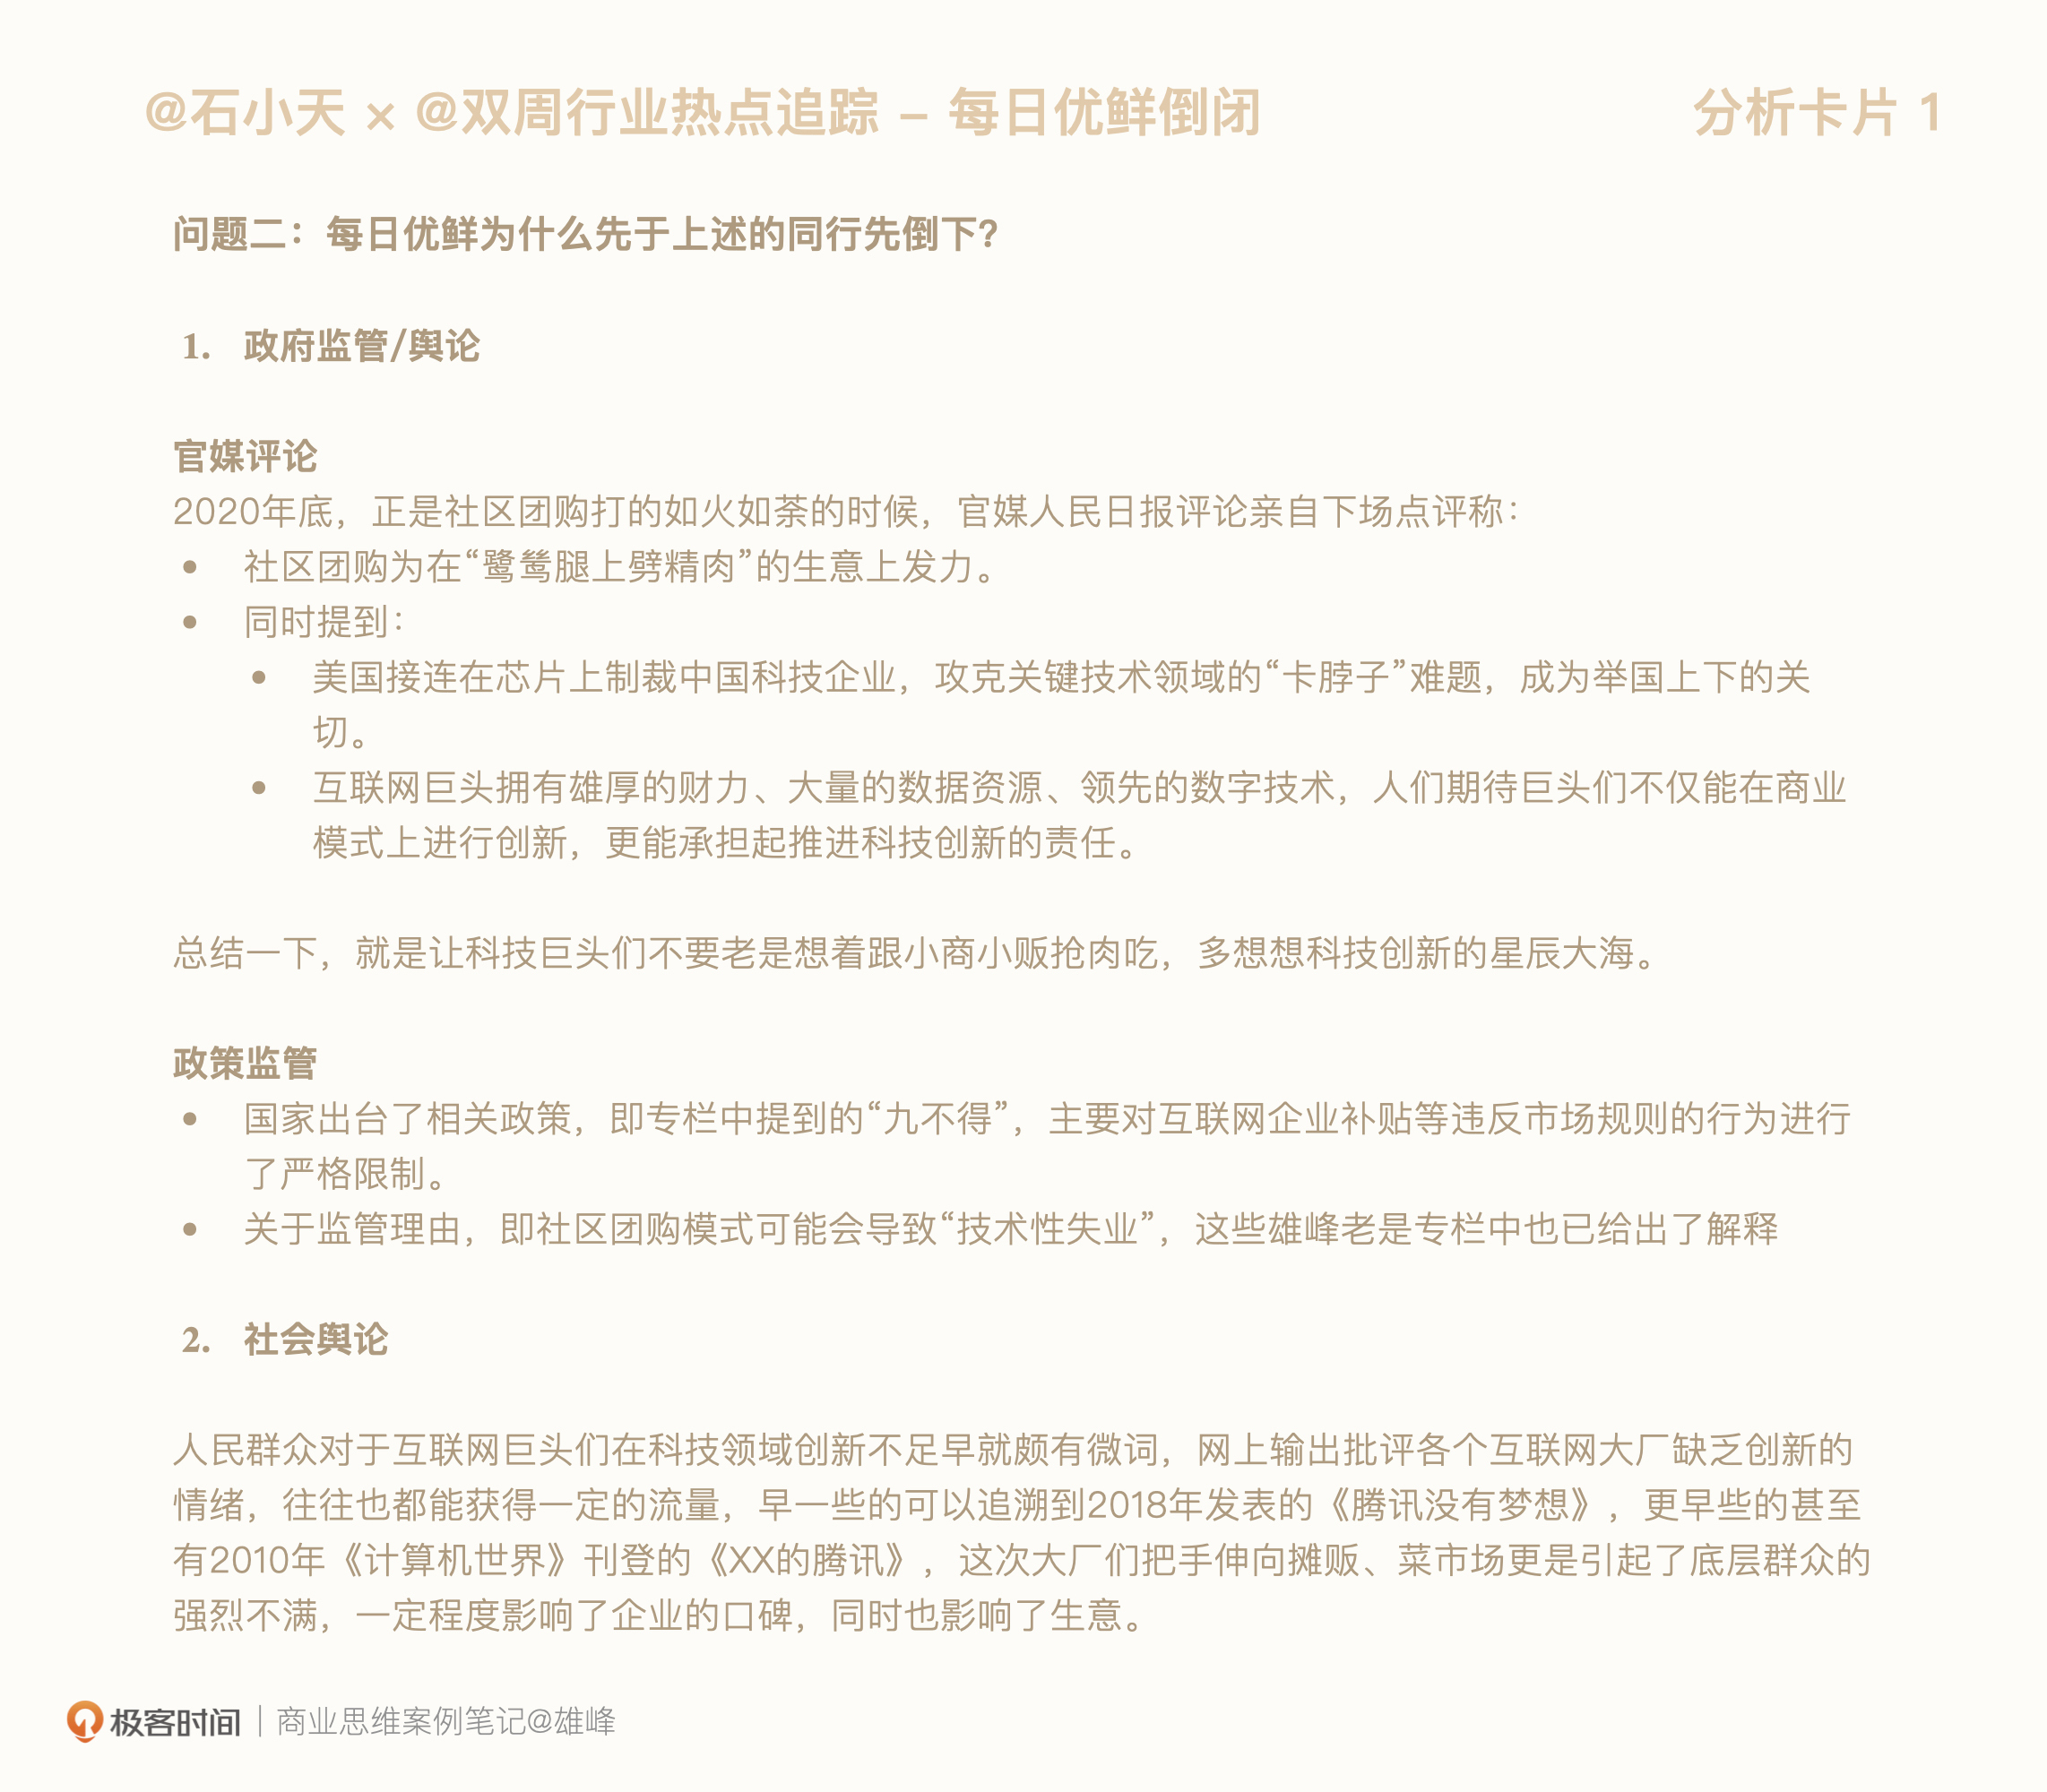 @石小天 × @双周行业热点追踪 – 每日优鲜倒闭
分析卡片 1
问题二：每日优鲜为什么先于上述的同行先倒下？
1. 政府监管/舆论
官媒评论
2020年底，正是社区团购打的如火如荼的时候，官媒人民日报评论亲自下场点评称：
• 社区团购为在“鹭鸶腿上劈精肉”的生意上发力。
• 同时提到：
• 美国接连在芯片上制裁中国科技企业，攻克关键技术领域的“卡脖子”难题，成为举国上下的关
切。
• 互联网巨头拥有雄厚的财力、大量的数据资源、领先的数字技术，人们期待巨头们不仅能在商业
模式上进行创新，更能承担起推进科技创新的责任。
总结一下，就是让科技巨头们不要老是想着跟小商小贩抢肉吃，多想想科技创新的星辰大海。
政策监管
• 国家出台了相关政策，即专栏中提到的“九不得”，主要对互联网企业补贴等违反市场规则的行为进行
了严格限制。
• 关于监管理由，即社区团购模式可能会导致“技术性失业”，这些雄峰老是专栏中也已给出了解释
2. 社会舆论
人民群众对于互联网巨头们在科技领域创新不足早就颇有微词，网上输出批评各个互联网大厂缺乏创新的
情绪，往往也都能获得一定的流量，早一些的可以追溯到2018年发表的《腾讯没有梦想》，更早些的甚至
有2010年《计算机世界》刊登的《XX的腾讯》，这次大厂们把手伸向摊贩、菜市场更是引起了底层群众的
强烈不满，一定程度影响了企业的口碑，同时也影响了生意。
极客时间 | 商业思维案例笔记@雄峰